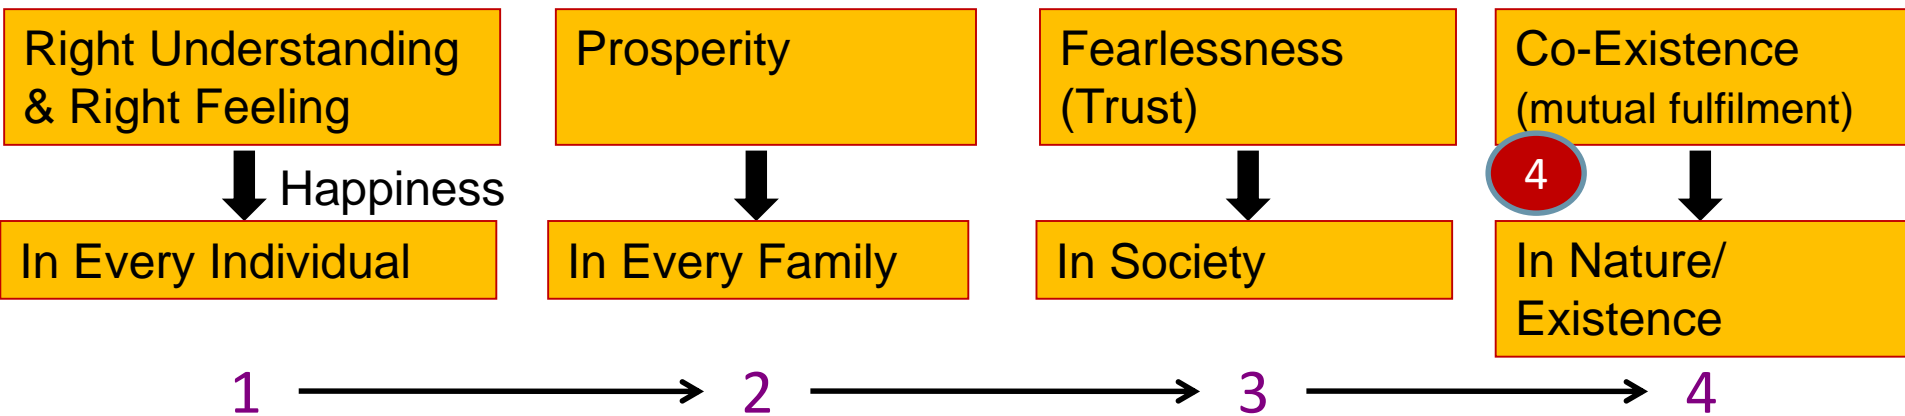 Right Understanding
& Right Feeling
Prosperity
Fearlessness
(Trust)
Co-Existence
(mutual fulfilment)
Happiness
4
In Every Individual
In Every Family
In Society
In Nature/
Existence
1
2
3
4